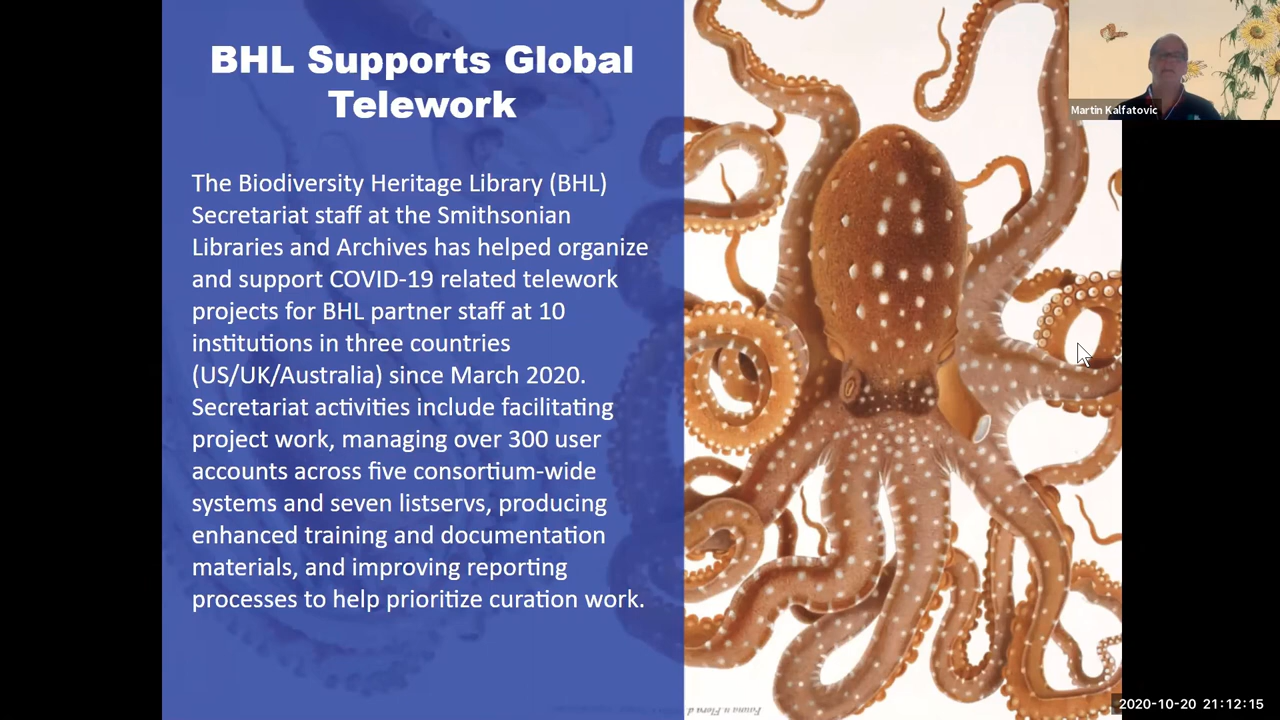 BHL Supports Global
Telework
The Biodiversity Heritage Library (BHL)
Secretariat staff at the Smithsonian
Libraries and Archives has helped organize
and support COVID-19 related telework
projects for BHL partner staff at 10
institutions in three countries
(US/UK/Australia) since March 2020.
Secretariat activities include facilitating
project work, managing over 300 user
accounts across five consortium-wide
systems and seven listservs, producing
enhanced training and documentation
materials, and improving reporting
processes to help prioritize curation work.
Martin Kalfatovic
Fauna u. Flora d.
2020-10-20 21:12:15